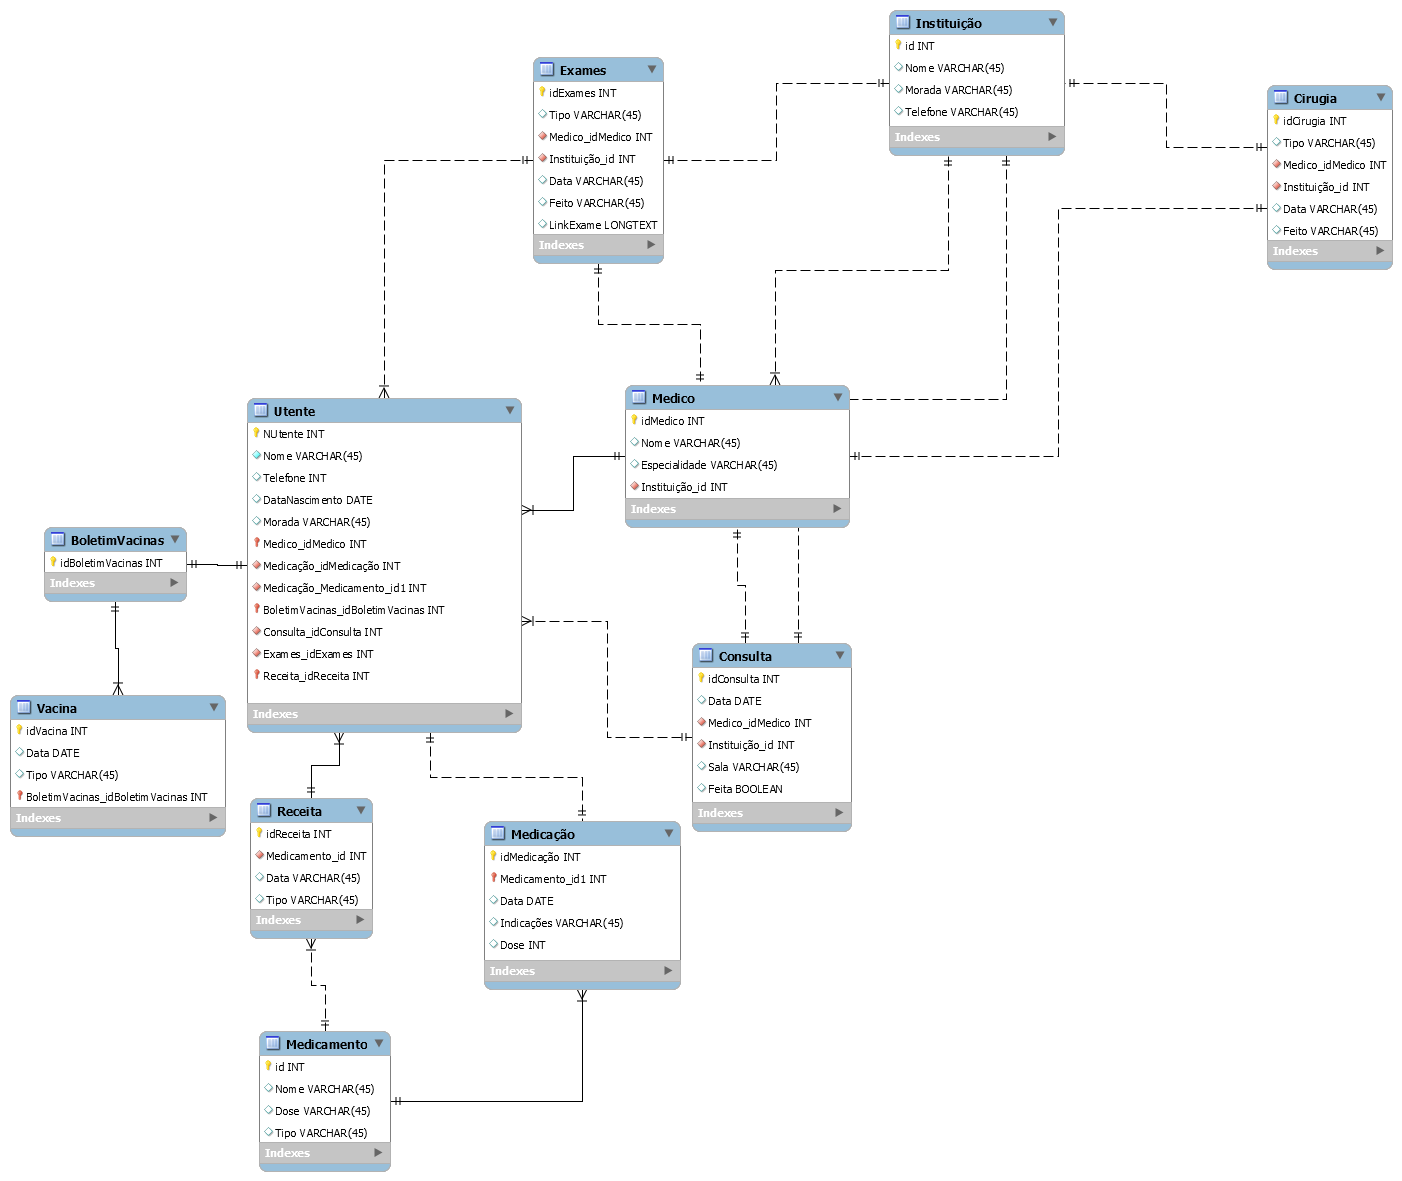 Instituição
id INT
Nome VARCHAR(45)
Morada VARCHAR(45)
Telefone VARCHAR(45)
Indexes
Exames
idExames INT
Tipo VARCHAR(45)
Medico_idMedico INT
Instituição_id INT
Data VARCHAR(45)
Feito VARCHAR(45)
LinkExame LONGTEXT
Indexes
Cirugia
idCirugia INT
Tipo VARCHAR(45)
Medico_idMedico INT
Instituição_id INT
Data VARCHAR(45)
Feito VARCHAR(45)
Indexes
Utente
NUtente INT
Nome VARCHAR(45)
Telefone INT
DataNascimento DATE
Morada VARCHAR(45)
Medico_idMedico INT
Medicação_idMedicação INT
Medicação_Medicamento_id1 INT
BoletimVacinas_idBoletimVacinas INT
Consulta_idConsulta INT
Exames_idExames INT
Receita_idReceita INT
Indexes
Medico
idMedico INT
Nome VARCHAR(45)
Especialidade VARCHAR(45)
Instituição_id INT
Indexes
BoletimVacinas
idBoletimVacinas INT
Indexes
Vacina
idVacina INT
Data DATE
Tipo VARCHAR(45)
BoletimVacinas_idBoletimVacinas INT
Indexes
Consulta
idConsulta INT
Data DATE
Medico_idMedico INT
Instituição_id INT
Sala VARCHAR(45)
Feita BOOLEAN
Indexes
Receita
idReceita INT
Medicamento_id INT
Data VARCHAR(45)
Tipo VARCHAR(45)
Indexes
Medicação
idMedicação INT
Medicamento_id1 INT
Data DATE
Indicações VARCHAR(45)
Dose INT
Indexes
Medicamento
id INT
Nome VARCHAR(45)
Dose VARCHAR(45)
Tipo VARCHAR(45)
Indexes